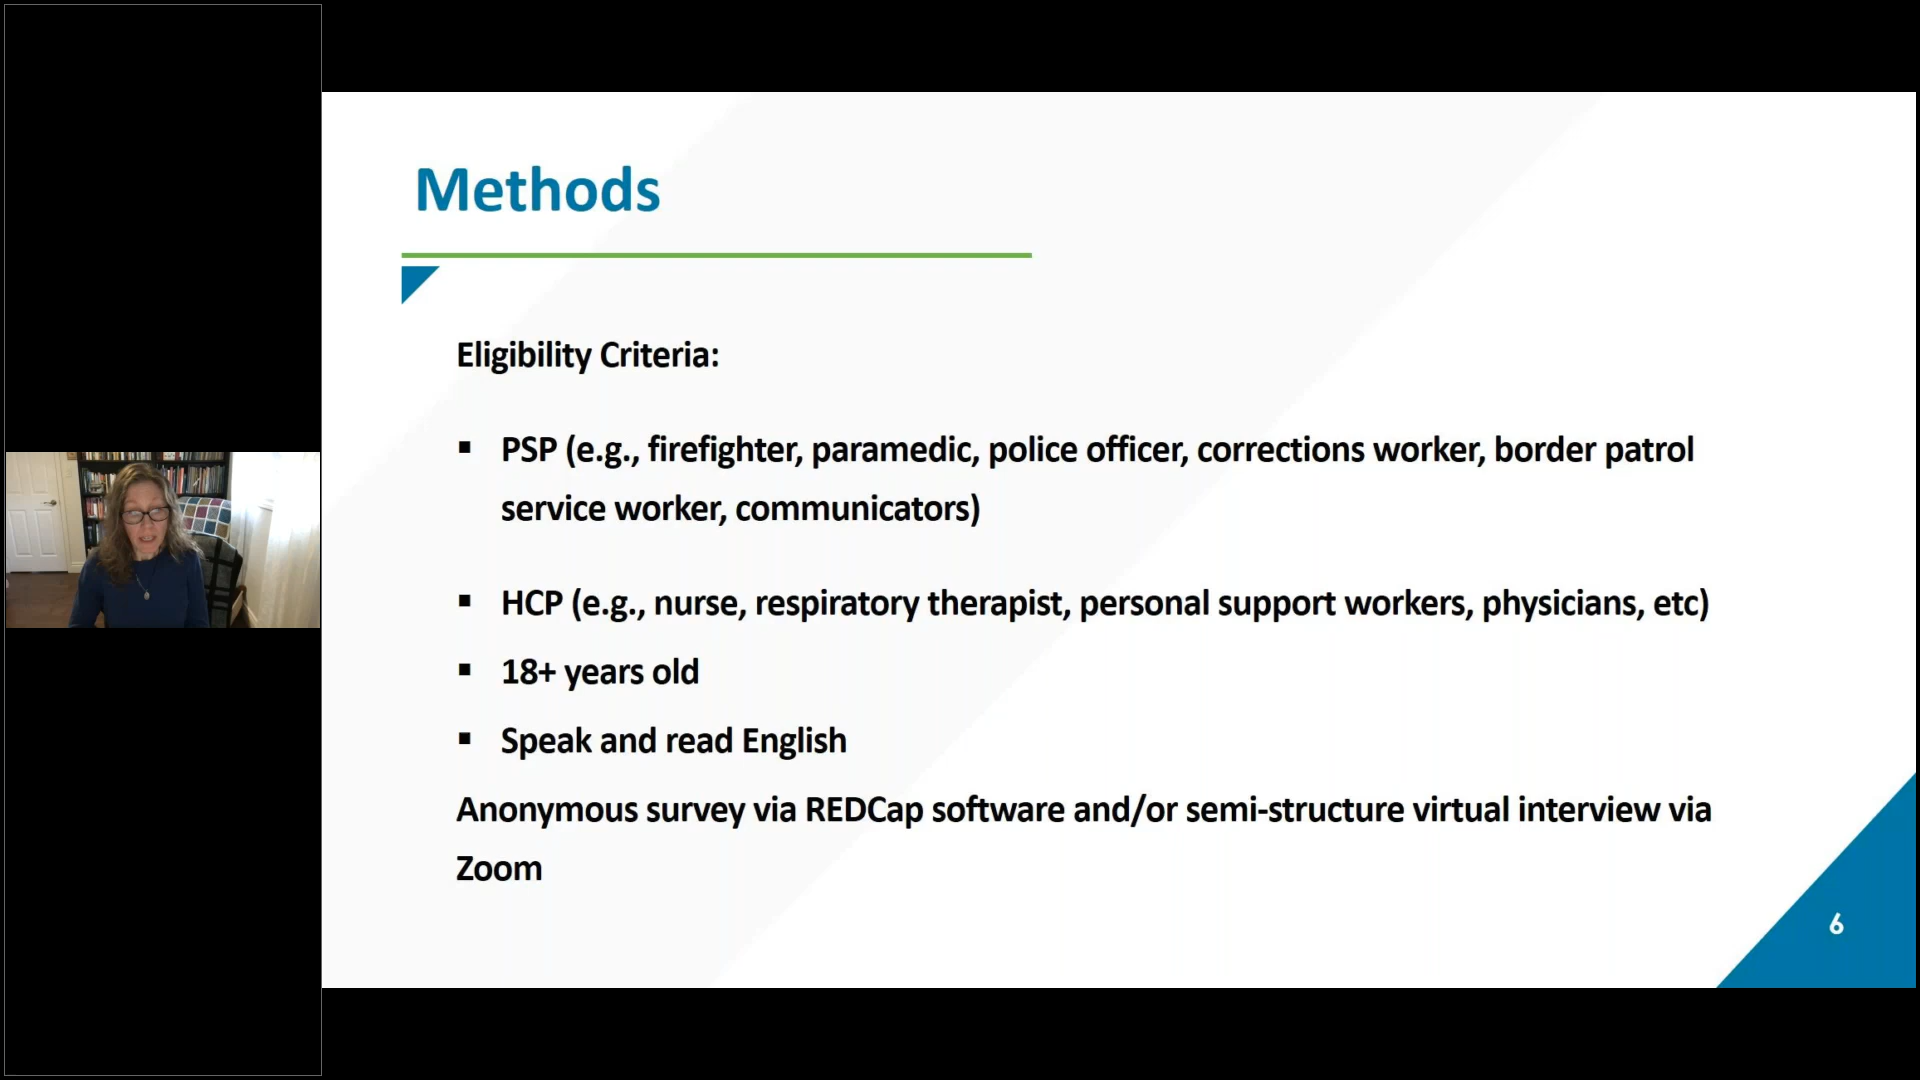 Methods
Eligibility Criteria:
▪ PSP (e.g., firefighter, paramedic, police officer, corrections worker, border patrol
service worker, communicators)
▪ HCP (e.g., nurse, respiratory therapist, personal support workers, physicians, etc)
▪ 18+ years old
▪ Speak and read English
Anonymous survey via REDCap software and/or semi-structure virtual interview via
Zoom
6